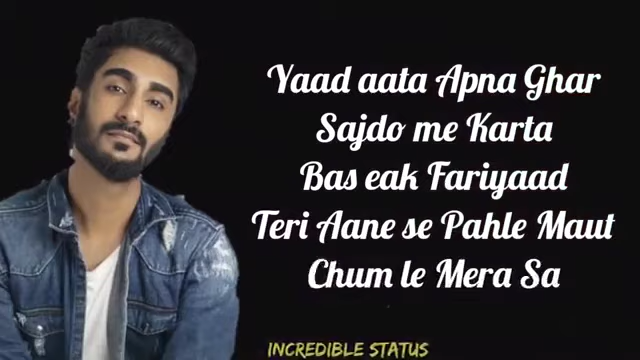 Yaad aata Apna Ghar
Sajdo me Karta
Bas eak Fariyaad
Teri Aane se Pahle Maut
Chum le Mera Sa
INCREDIBLE STATUS